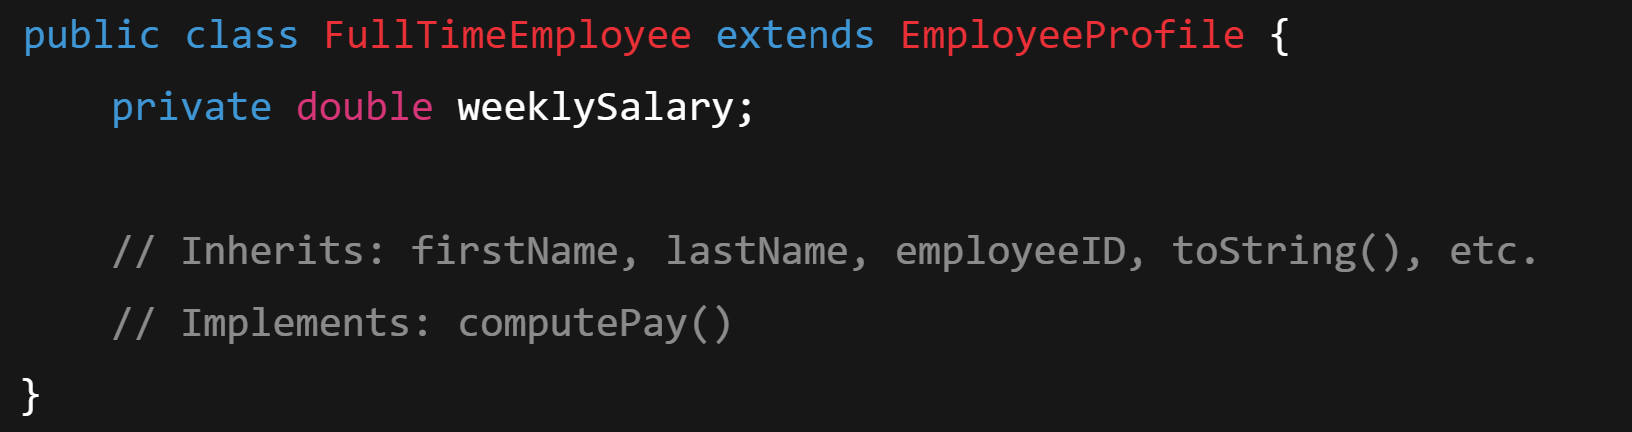 public class FullTimeEmployee extends EmployeeProfile {
private double weeklySalary;
// Inherits: firstName, lastName, employeeID, toString(), etc.
// Implements: computePay()
}